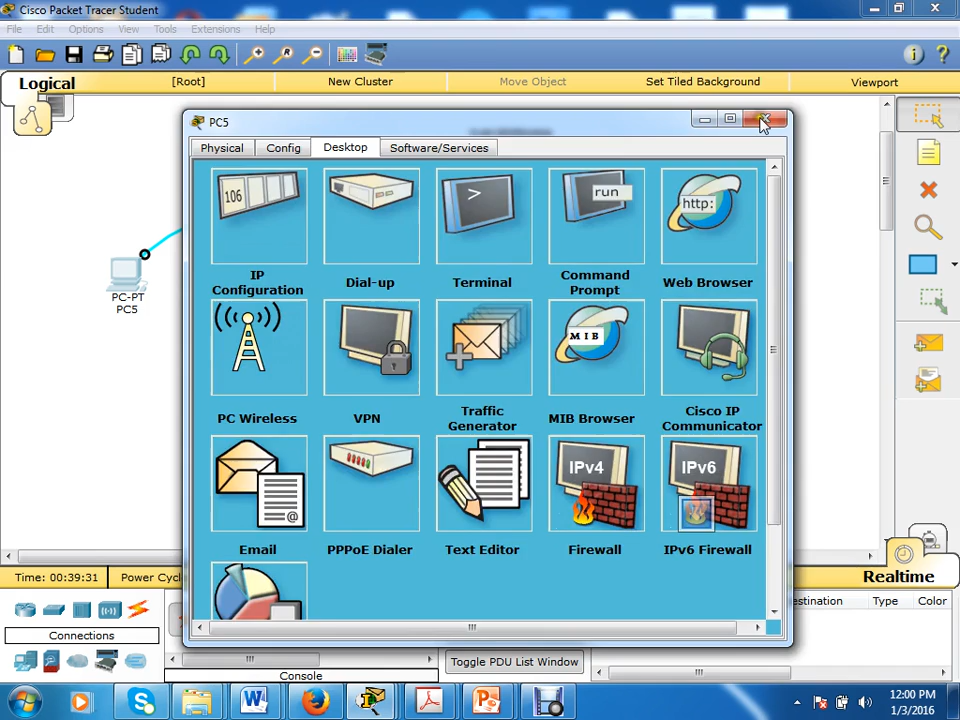 Cisco Packet Tracer Student
File Edit Options View Tools Extensions Help
Logical [Root] New Cluster Move Object Set Tiled Background Viewport
PC5
Physical Config Desktop Software/Services
106 > run http:
IP Configuration
Dial-up
Terminal
Command Prompt
Web Browser
MIB
PC Wireless
VPN
Traffic Generator
MIB Browser
Cisco IP Communicator
@ IPv4 IPv6
Email
PPPoE Dialer
Text Editor
Firewall
IPv6 Firewall
PC-PT
PC5
Time: 00:39:31 Power Cycl
Realtime
estination Type Color
Connections
Toggle PDU List Window
Console
12:00 PM
1/3/2016